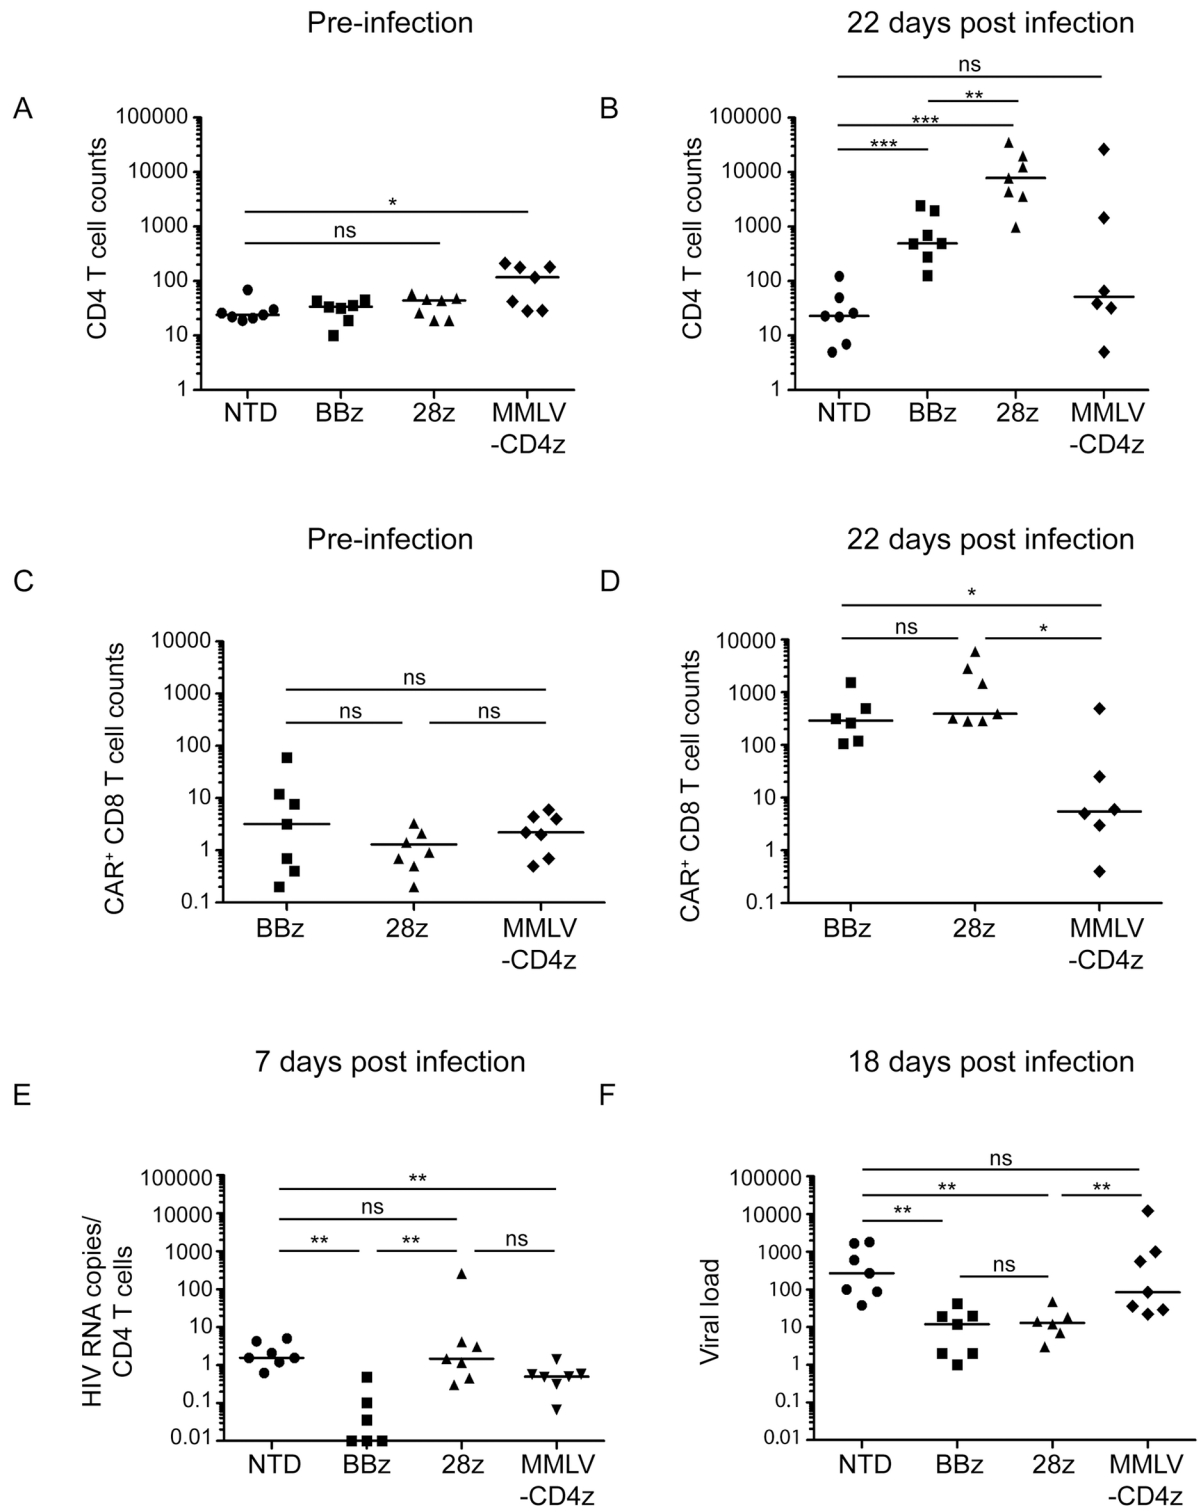 Pre-infection
22 days post infection
A
CD4 T cell counts
100000
10000
1000
100
10
1
*
ns
NTD
BBz
28z
MMLV
-CD4z
B
CD4 T cell counts
100000
10000
1000
100
10
1
ns
**
***
***
NTD
BBz
28z
MMLV
-CD4z
Pre-infection
22 days post infection
C
CAR⁺ CD8 T cell counts
10000
1000
100
10
1
0.1
ns
ns
ns
BBz
28z
MMLV
-CD4z
D
CAR⁺ CD8 T cell counts
10000
1000
100
10
1
0.1
*
ns
*
BBz
28z
MMLV
-CD4z
7 days post infection
18 days post infection
E
HIV RNA copies/
CD4 T cells
100000
10000
1000
100
10
1
0.1
0.01
**
ns
**
**
ns
NTD
BBz
28z
MMLV
-CD4z
F
Viral load
100000
10000
1000
100
10
1
0.1
0.01
ns
**
**
**
ns
NTD
BBz
28z
MMLV
-CD4z